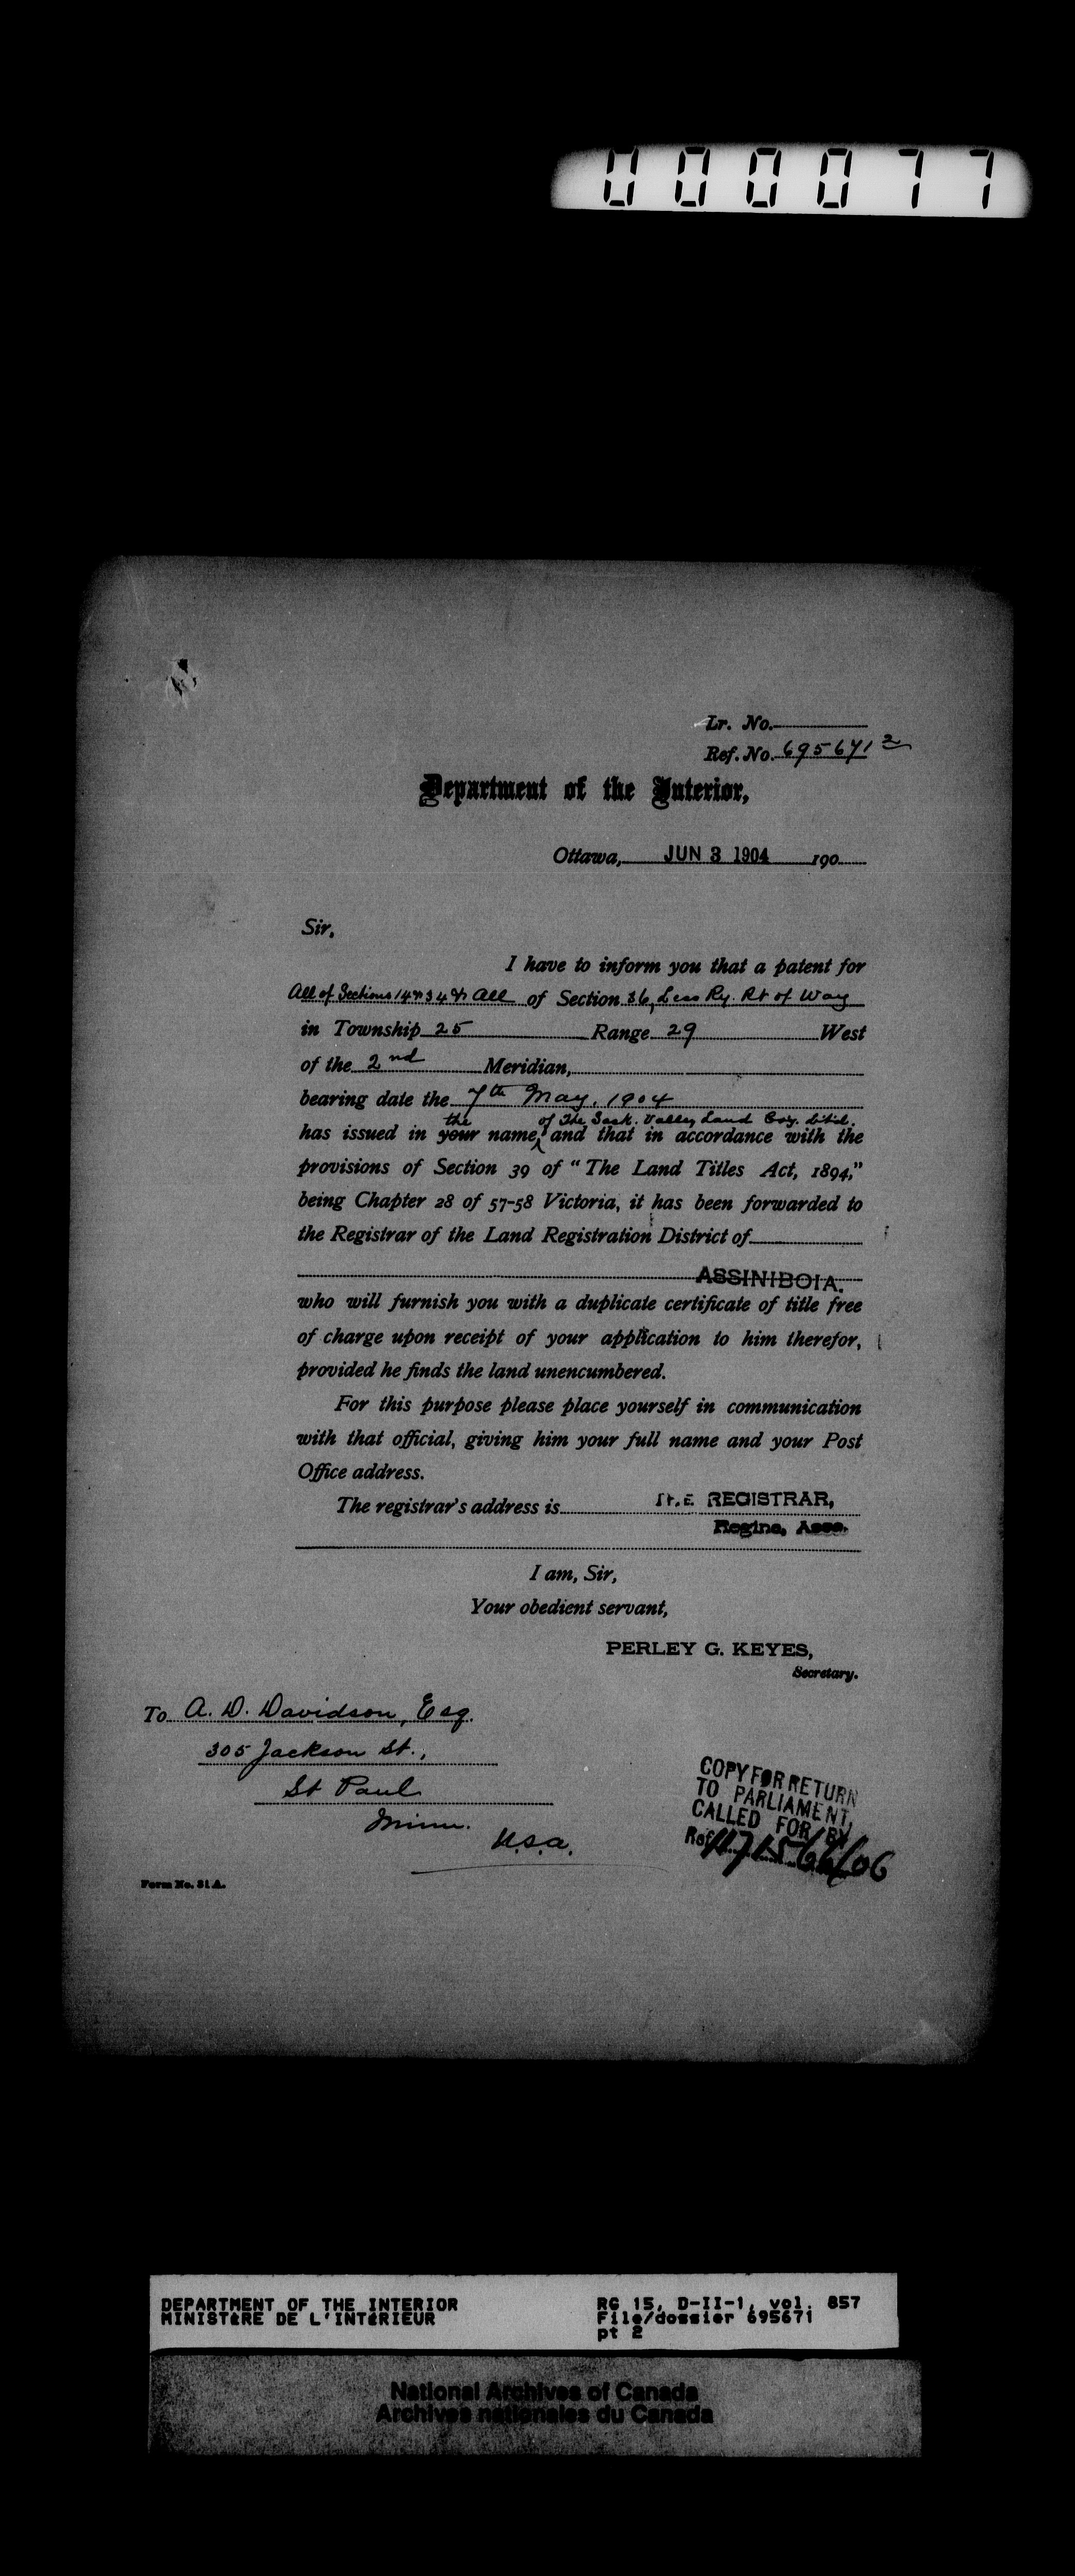 000077
Lr. No.
Ref. No. 695671 2
Department of the Interior,
Ottawa, JUN 3 1904 190
Sir,
I have to inform you that a patent for
All of Sections 14 & 34 & All of Section 36, Less Ry. Rt of Way
in Township 25 Range 29 West
of the 2nd Meridian,
bearing date the 7th May, 1904
the of The Sask. Valley Land Coy. Lt'd.
has issued in your name, and that in accordance with the
provisions of Section 39 of "The Land Titles Act, 1894,"
being Chapter 28 of 57-58 Victoria, it has been forwarded to
the Registrar of the Land Registration District of
ASSINIBOIA.
who will furnish you with a duplicate certificate of title free
of charge upon receipt of your application to him therefor,
provided he finds the land unencumbered.
For this purpose please place yourself in communication
with that official, giving him your full name and your Post
Office address.
The registrar's address is THE REGISTRAR,
Regina, Assa.
I am, Sir,
Your obedient servant,
PERLEY G. KEYES,
Secretary.
To A. D. Davidson, Esq.
305 Jackson St.,
St Paul
Minn.
U.S.A.
COPY FOR RETURN
TO PARLIAMENT,
CALLED FOR BY
Ref.
Form No. 81 A.
DEPARTMENT OF THE INTERIOR
MINISTÈRE DE L'INTÉRIEUR
RG 15, D-II-1, vol. 857
File/dossier 695671
pt 2
National Archives of Canada
Archives nationales du Canada